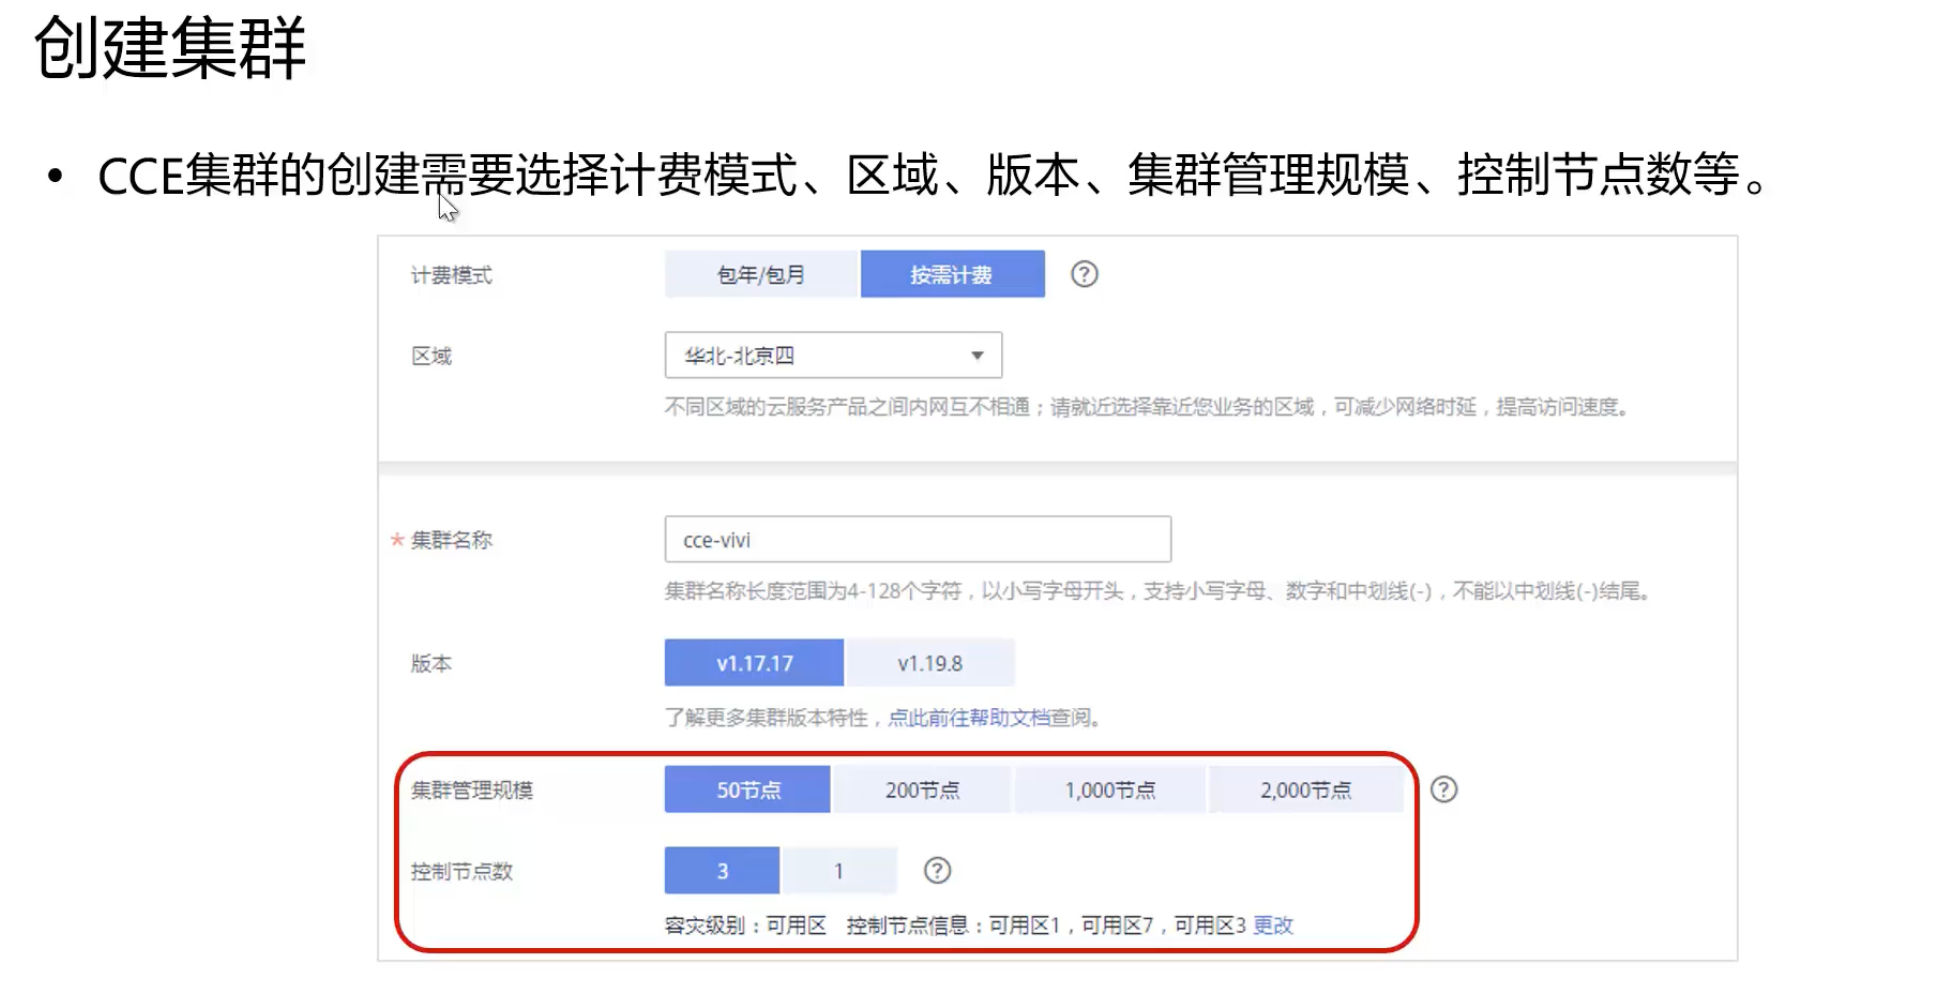 创建集群
• CCE集群的创建需要选择计费模式、区域、版本、集群管理规模、控制节点数等。
计费模式 包年/包月 按需计费 ?
区域 华北-北京四
不同区域的云服务产品之间内网互不相通；请就近选择靠近您业务的区域，可减少网络时延，提高访问速度。
* 集群名称 cce-vivi
集群名称长度范围为4-128个字符，以小写字母开头，支持小写字母、数字和中划线(-)，不能以中划线(-)结尾。
版本 v1.17.17 v1.19.8
了解更多集群版本特性，点此前往帮助文档查阅。
集群管理规模 50节点 200节点 1,000节点 2,000节点 ?
控制节点数 3 1 ?
容灾级别：可用区 控制节点信息：可用区1，可用区7，可用区3 更改